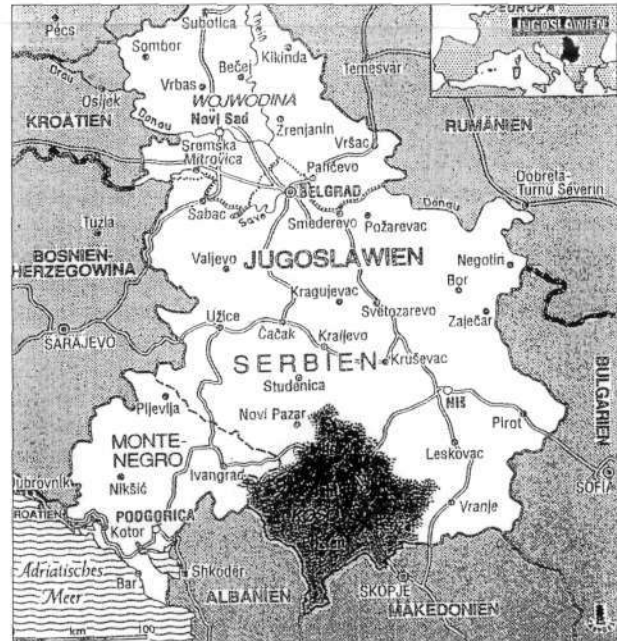 EUROPA
JUGOSLAWIEN
Pécs
Subotica
Theiß
Sombor
Kikinda
Bečej
Temesvar
Drau
Vrbas
Osijek
WOJWODINA
KROATIEN
Donau
Novi Sad
Zrenjanin
RUMÄNIEN
Sremska
Mitrovica
Vršac
Pančevo
BELGRAD
Dobreta-
Turnu Severin
Donau
Šabac
Save
Smederevo
Požarevac
Tuzla
BOSNIEN-
HERZEGOWINA
Valjevo
JUGOSLAWIEN
Negotin
Bor
Kragujevac
Svetozarevo
Zaječar
Užice
Čačak
Kraljevo
SARAJEVO
SERBIEN
Kruševac
Studenica
BULGARIEN
Pljevlja
Novi Pazar
Niš
Pirot
MONTE-
NEGRO
Leskovac
Ivangrad
Dubrovnik
Nikšić
SOFIA
Vranje
KROATIEN
PODGORICA
Kotor
Adriatisches
Meer
Bar
Shkodër
ALBANIEN
SKOPJE
MAKEDONIEN
km 100